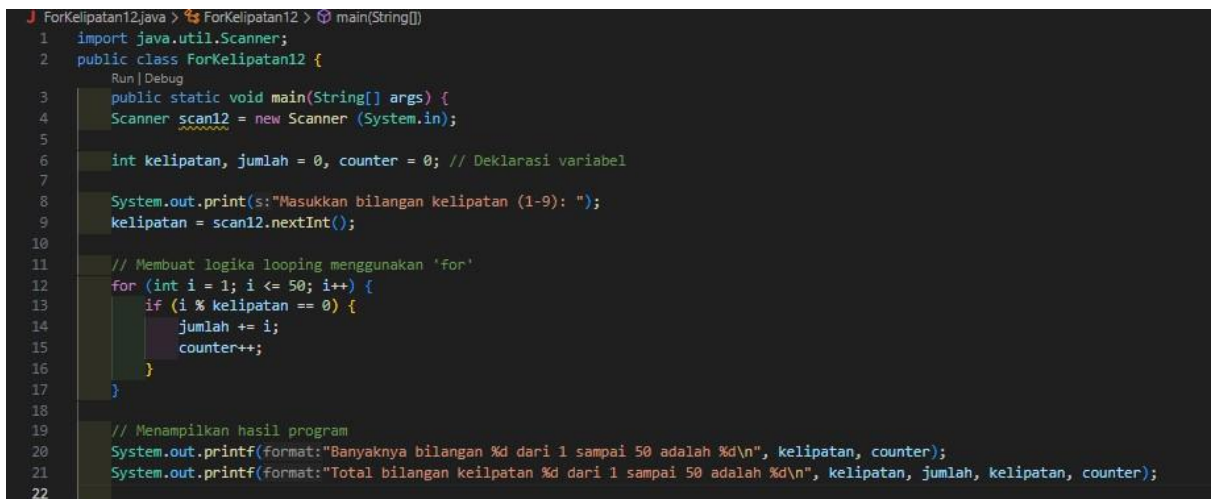 J ForKelipatan12.java > ForKelipatan12 > main(String[])
1 import java.util.Scanner;
2 public class ForKelipatan12 {
Run | Debug
3 public static void main(String[] args) {
4 Scanner scan12 = new Scanner (System.in);
5
6 int kelipatan, jumlah = 0, counter = 0; // Deklarasi variabel
7
8 System.out.print(s:"Masukkan bilangan kelipatan (1-9): ");
9 kelipatan = scan12.nextInt();
10
11 // Membuat logika looping menggunakan 'for'
12 for (int i = 1; i <= 50; i++) {
13 if (i % kelipatan == 0) {
14 jumlah += i;
15 counter++;
16 }
17 }
18
19 // Menampilkan hasil program
20 System.out.printf(format:"Banyaknya bilangan %d dari 1 sampai 50 adalah %d\n", kelipatan, counter);
21 System.out.printf(format:"Total bilangan keilpatan %d dari 1 sampai 50 adalah %d\n", kelipatan, jumlah, kelipatan, counter);
22